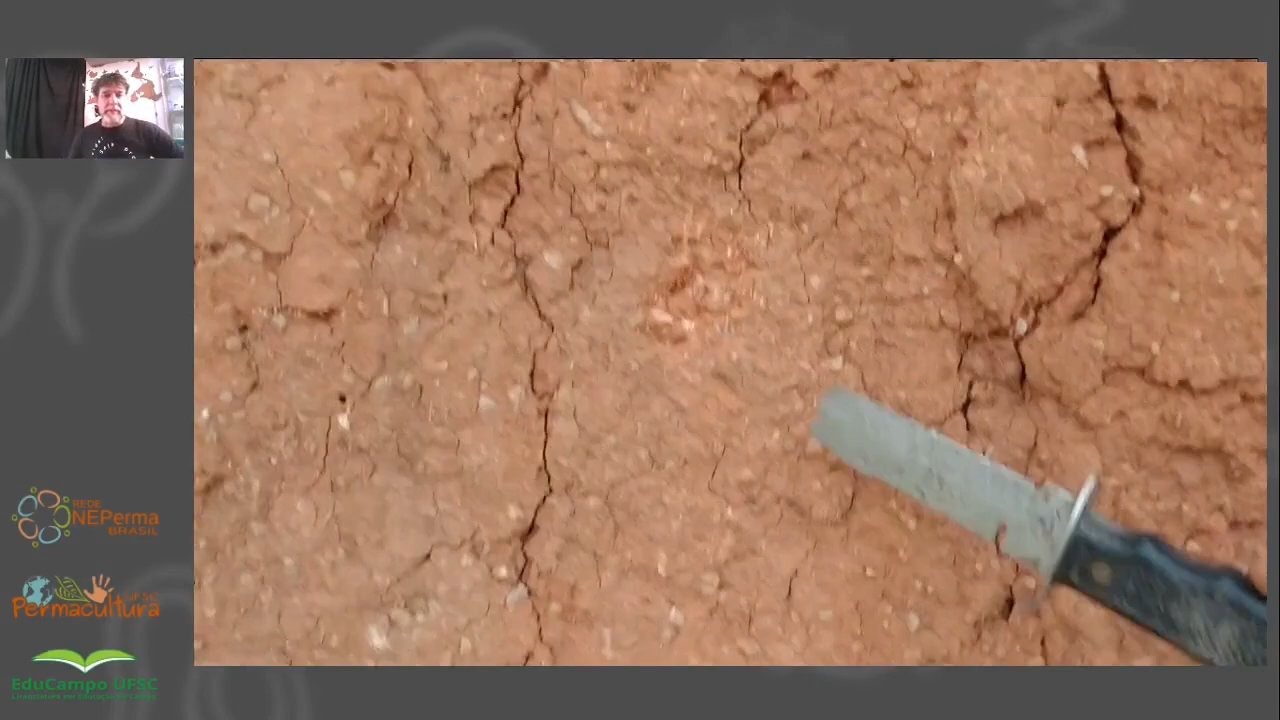 REDE
NEPerma
BRASIL
UFSC
Permacultura
EduCampo UFSC